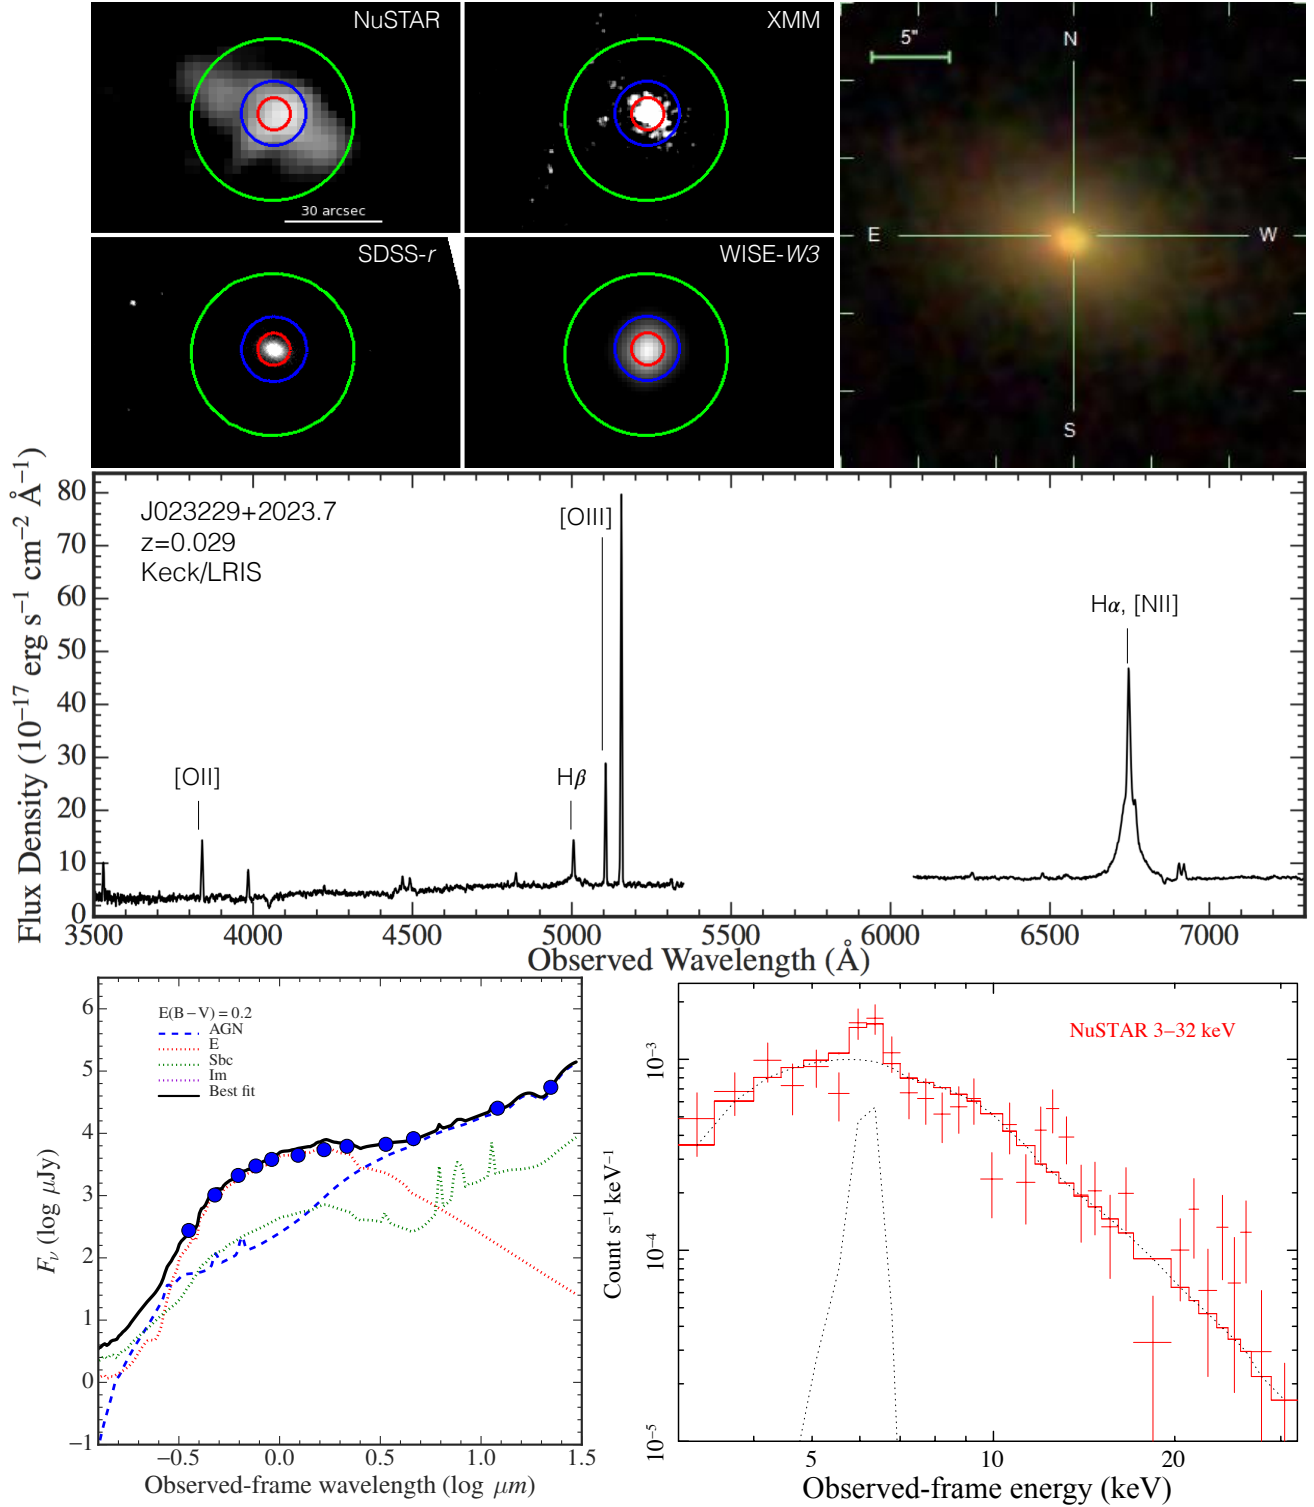 NuSTAR
XMM
30 arcsec
SDSS-r
WISE-W3
5"
N
E
W
S
J023229+2023.7
z=0.029
Keck/LRIS
[OII]
Hβ
[OIII]
Hα, [NII]
Flux Density (10⁻¹⁷ erg s⁻¹ cm⁻² Å⁻¹)
80
70
60
50
40
30
20
10
0
3500 4000 4500 5000 5500 6000 6500 7000
Observed Wavelength (Å)
E(B−V) = 0.2
AGN
E
Sbc
Im
Best fit
Fν (log μJy)
6
5
4
3
2
1
0
−1
−0.5 0.0 0.5 1.0 1.5
Observed-frame wavelength (log μm)
NuSTAR 3–32 keV
Count s⁻¹ keV⁻¹
10⁻³
10⁻⁴
10⁻⁵
5 10 20
Observed-frame energy (keV)